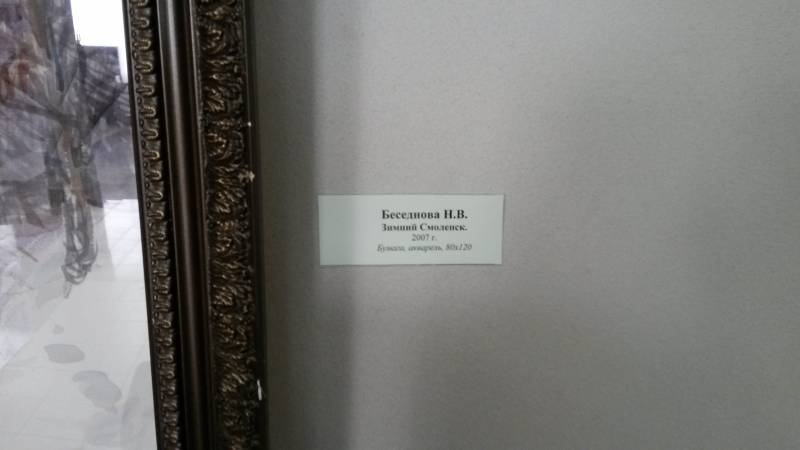 Беседнова Н.В.
Зимний Смоленск.
2007 г.
Бумага, акварель, 80х120